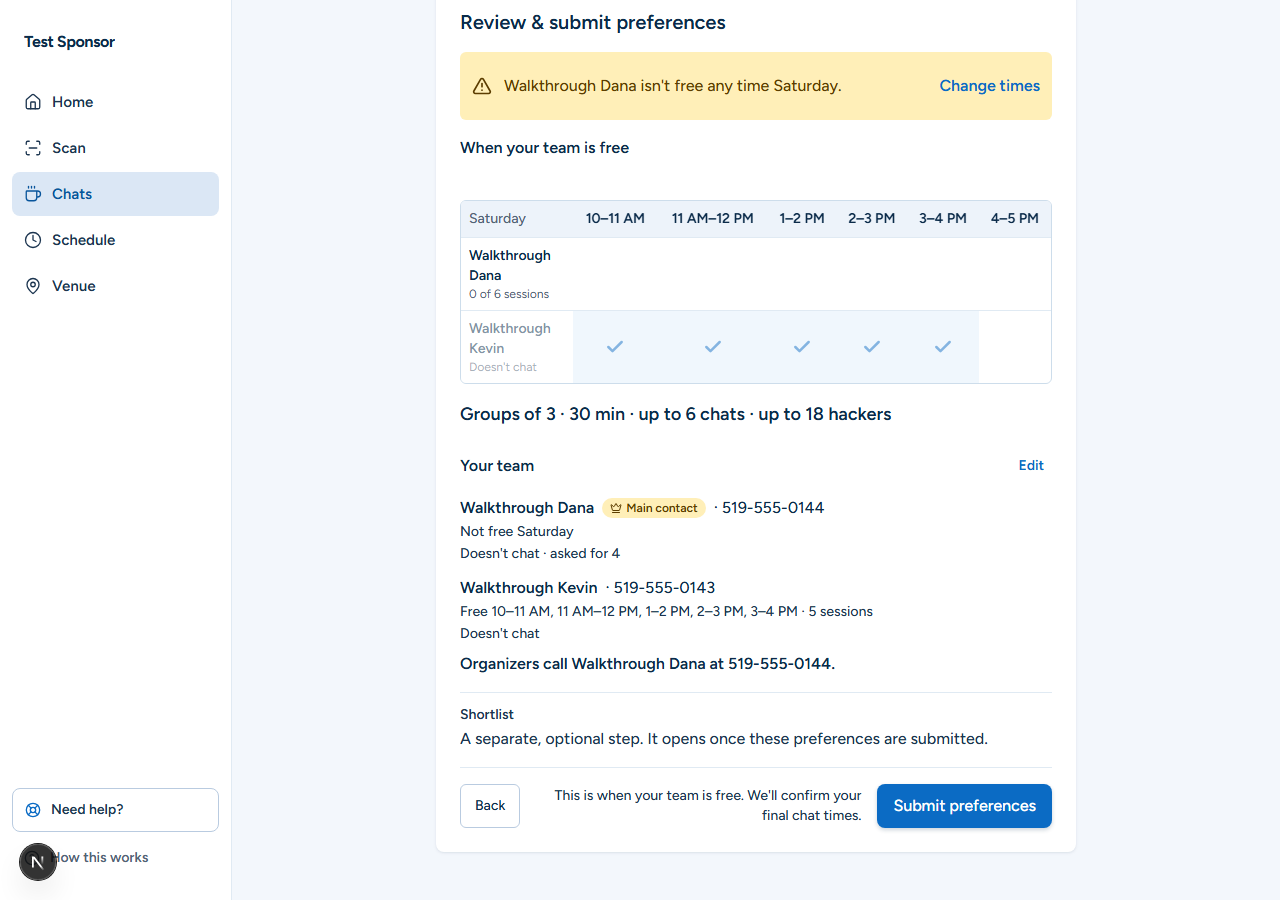 Test Sponsor
Home
Scan
Chats
Schedule
Venue
Need help?
How this works
N
Review & submit preferences
Walkthrough Dana isn't free any time Saturday.
Change times
When your team is free
Saturday 10–11 AM 11 AM–12 PM 1–2 PM 2–3 PM 3–4 PM 4–5 PM
Walkthrough
Dana
0 of 6 sessions
Walkthrough
Kevin
Doesn't chat
Groups of 3 · 30 min · up to 6 chats · up to 18 hackers
Your team
Edit
Walkthrough Dana Main contact · 519-555-0144
Not free Saturday
Doesn't chat · asked for 4
Walkthrough Kevin · 519-555-0143
Free 10–11 AM, 11 AM–12 PM, 1–2 PM, 2–3 PM, 3–4 PM · 5 sessions
Doesn't chat
Organizers call Walkthrough Dana at 519-555-0144.
Shortlist
A separate, optional step. It opens once these preferences are submitted.
Back
This is when your team is free. We'll confirm your
final chat times.
Submit preferences